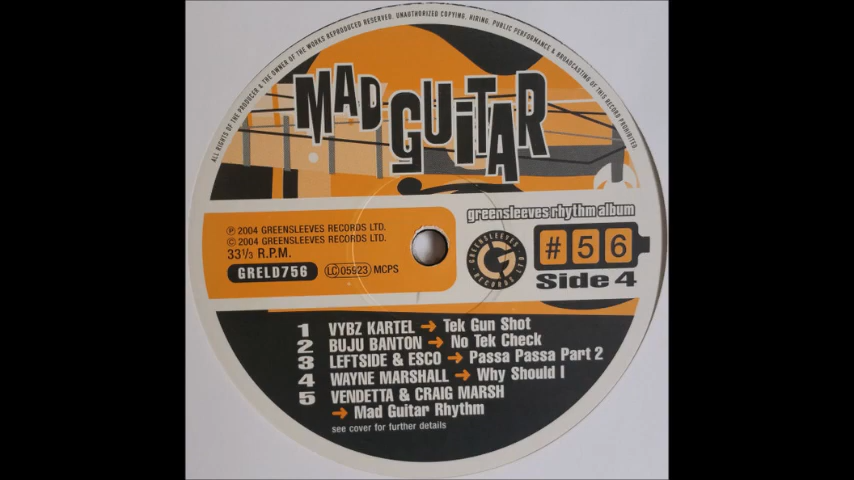 ALL RIGHTS OF THE PRODUCER & THE OWNER OF THE WORKS REPRODUCED RESERVED. UNAUTHORIZED COPYING, HIRING, PUBLIC PERFORMANCE & BROADCASTING OF THIS RECORD PROHIBITED
MAD GUITAR
greensleeves rhythm album
#56
Side 4
GREENSLEEVES RECORDS LTD
℗ 2004 GREENSLEEVES RECORDS LTD.
© 2004 GREENSLEEVES RECORDS LTD.
33⅓ R.P.M.
GRELD756 LC 05923 MCPS
1 VYBZ KARTEL ➔ Tek Gun Shot
2 BUJU BANTON ➔ No Tek Check
3 LEFTSIDE & ESCO ➔ Passa Passa Part 2
4 WAYNE MARSHALL ➔ Why Should I
5 VENDETTA & CRAIG MARSH
➔ Mad Guitar Rhythm
see cover for further details